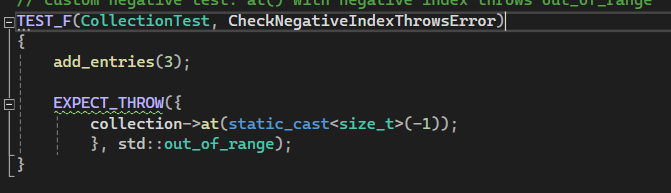 // Custom negative test: at() with negative index throws out_of_range
TEST_F(CollectionTest, CheckNegativeIndexThrowsError)
{
add_entries(3);
EXPECT_THROW({
collection->at(static_cast<size_t>(-1));
}, std::out_of_range);
}